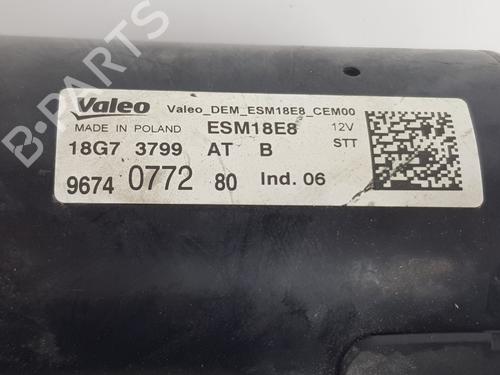 B-PARTS
Valeo Valeo_DEM_ESM18E8_CEM00
MADE IN POLAND ESM18E8 12V
STT
18G7 3799 AT B
9674 0772 80 Ind. 06